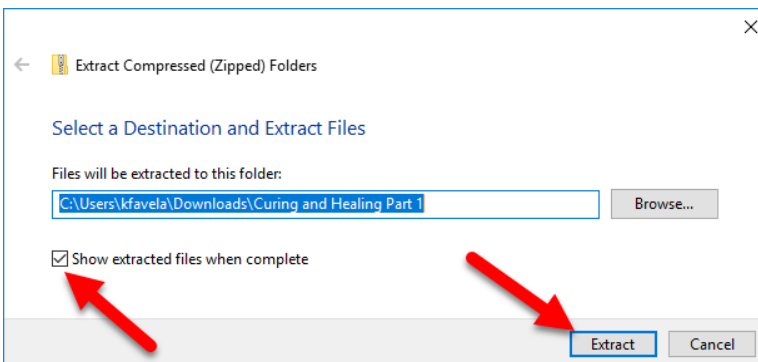 Extract Compressed (Zipped) Folders
Select a Destination and Extract Files
Files will be extracted to this folder:
C:\Users\kfavela\Downloads\Curing and Healing Part 1
Browse...
Show extracted files when complete
Extract
Cancel